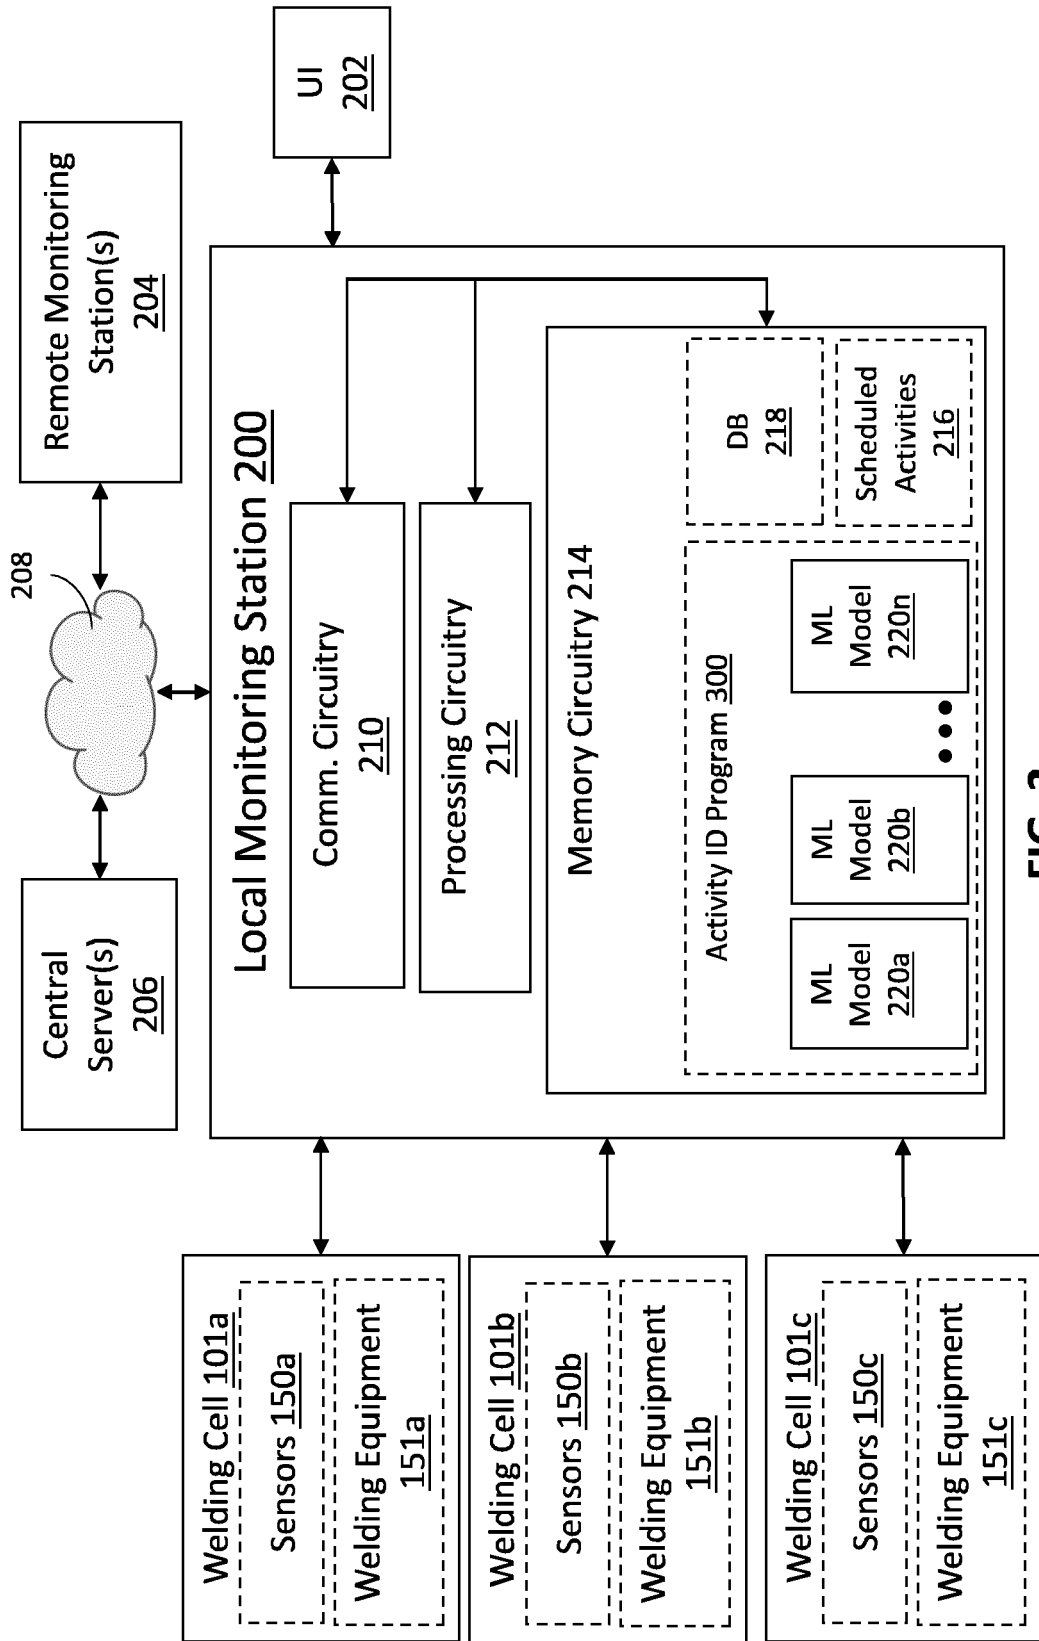 208
Central
Server(s)
206
Remote Monitoring
Station(s)
204
UI
202
Welding Cell 101a
Sensors 150a
Welding Equipment
151a
Welding Cell 101b
Sensors 150b
Welding Equipment
151b
Welding Cell 101c
Sensors 150c
Welding Equipment
151c
Local Monitoring Station 200
Comm. Circuitry
210
Processing Circuitry
212
Memory Circuitry 214
Activity ID Program 300
ML
Model
220a
ML
Model
220b
ML
Model
220n
DB
218
Scheduled
Activities
216
FIG.